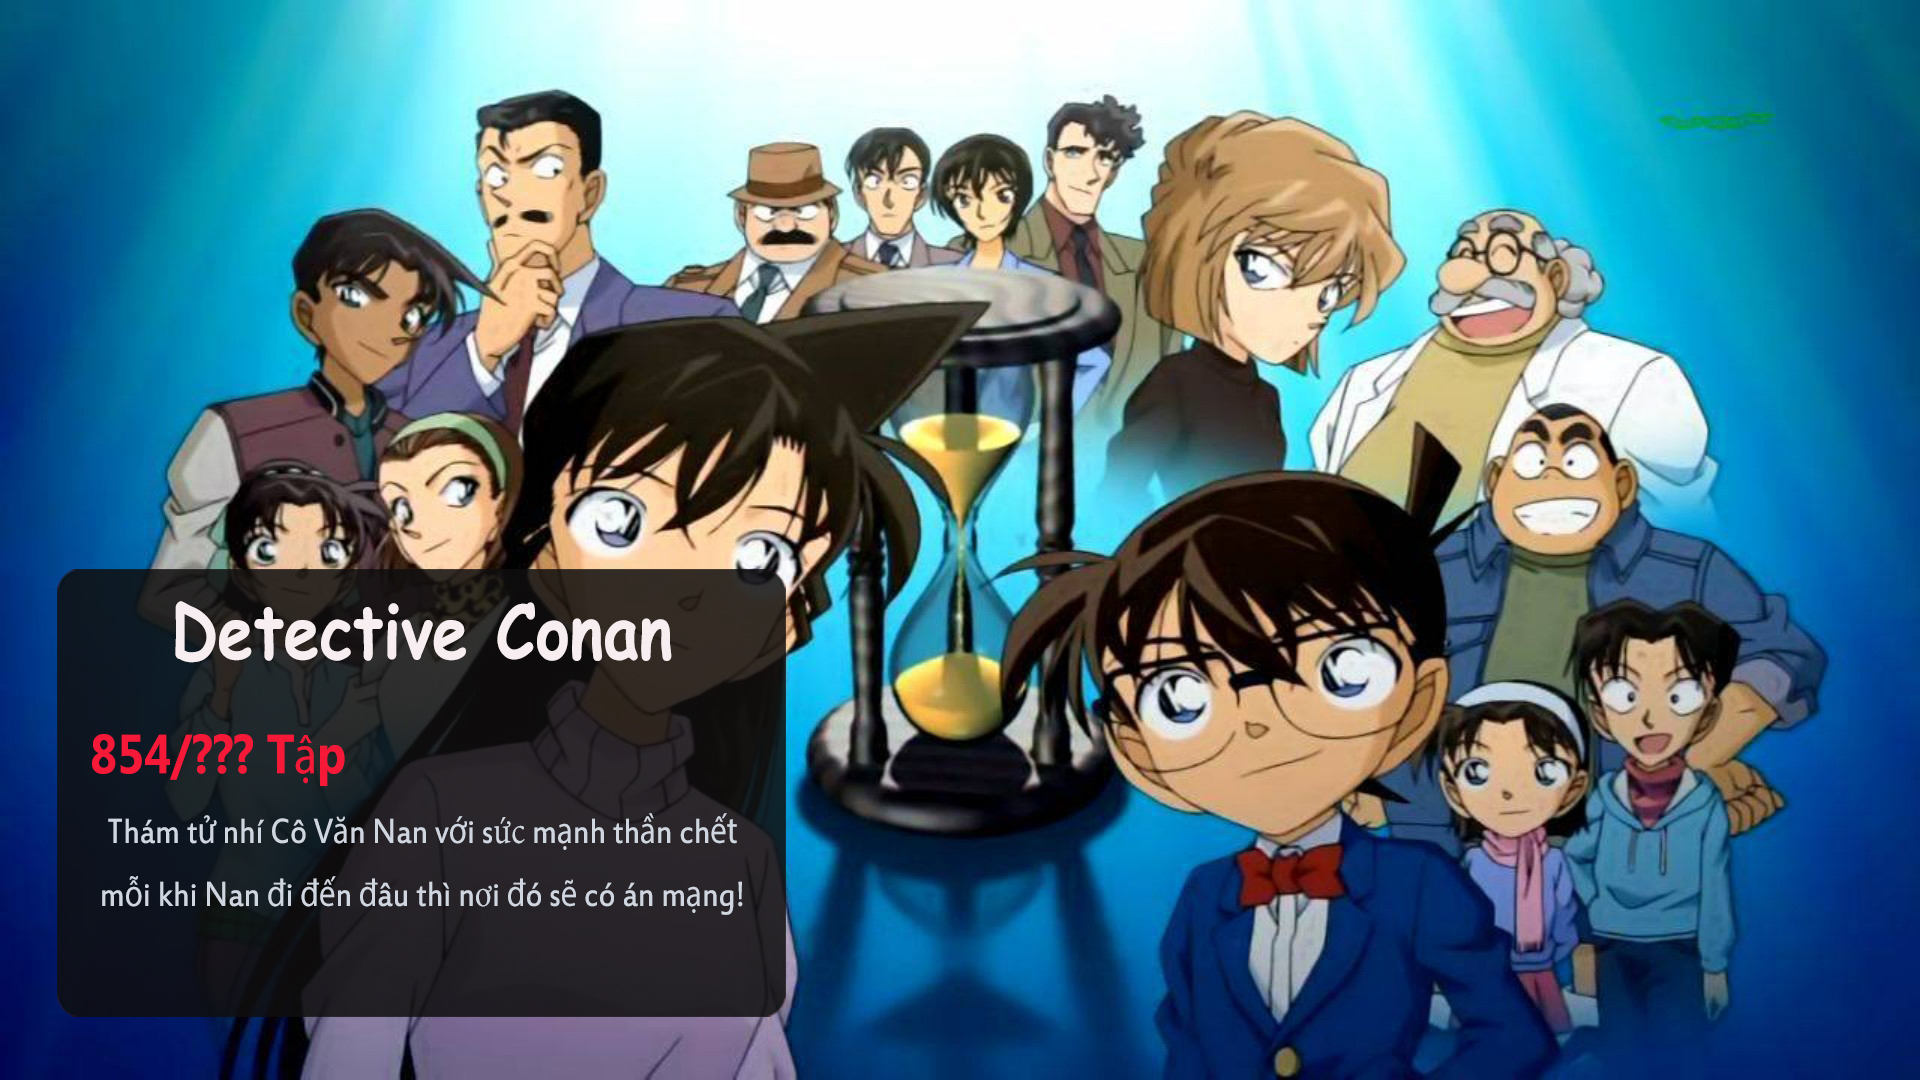 Detective Conan
854/??? Tập
Thám tử nhí Cô Văn Nan với sức mạnh thần chết
mỗi khi Nan đi đến đâu thì nơi đó sẽ có án mạng!